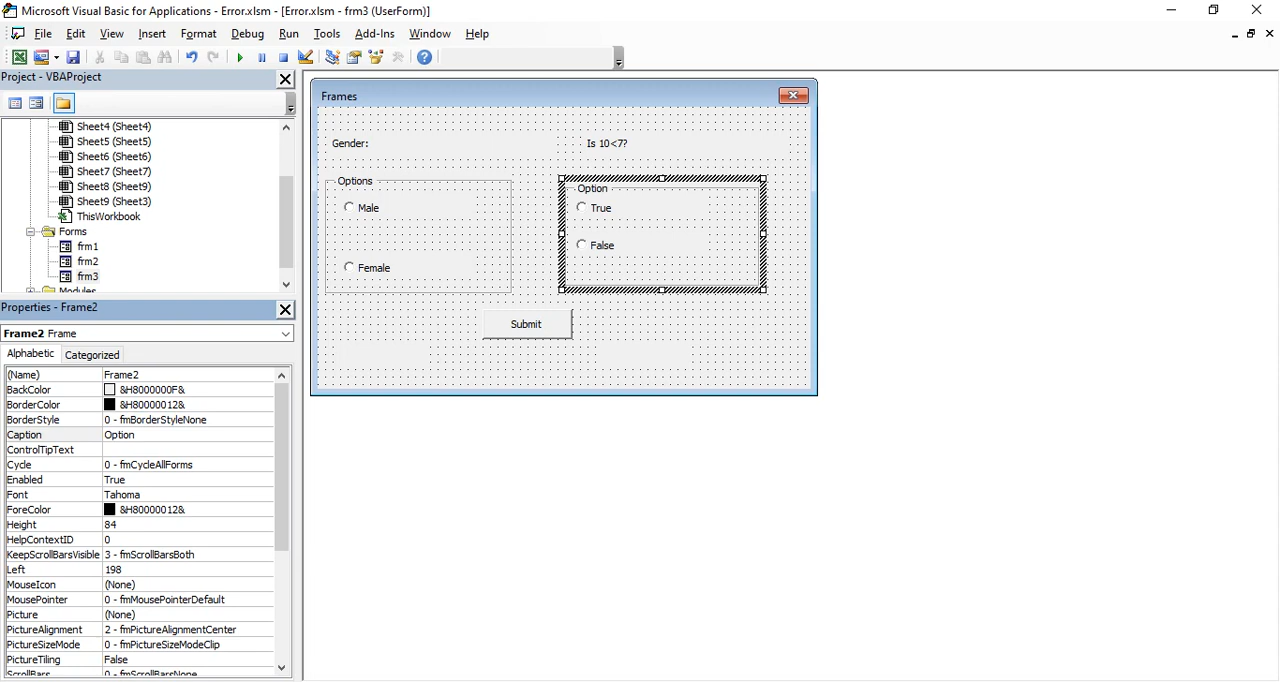 Microsoft Visual Basic for Applications - Error.xlsm - [Error.xlsm - frm3 (UserForm)]
File Edit View Insert Format Debug Run Tools Add-Ins Window Help
Project - VBAProject
Sheet4 (Sheet4)
Sheet5 (Sheet5)
Sheet6 (Sheet6)
Sheet7 (Sheet7)
Sheet8 (Sheet9)
Sheet9 (Sheet3)
ThisWorkbook
Forms
frm1
frm2
frm3
Modules
Properties - Frame2
Frame2 Frame
Alphabetic Categorized
(Name) Frame2
BackColor &H8000000F&
BorderColor &H80000012&
BorderStyle 0 - fmBorderStyleNone
Caption Option
ControlTipText
Cycle 0 - fmCycleAllForms
Enabled True
Font Tahoma
ForeColor &H80000012&
Height 84
HelpContextID 0
KeepScrollBarsVisible 3 - fmScrollBarsBoth
Left 198
MouseIcon (None)
MousePointer 0 - fmMousePointerDefault
Picture (None)
PictureAlignment 2 - fmPictureAlignmentCenter
PictureSizeMode 0 - fmPictureSizeModeClip
PictureTiling False
ScrollBars 0 - fmScrollBarsNone
Frames
Gender: Is 10<7?
Options
Male
Female
Option
True
False
Submit